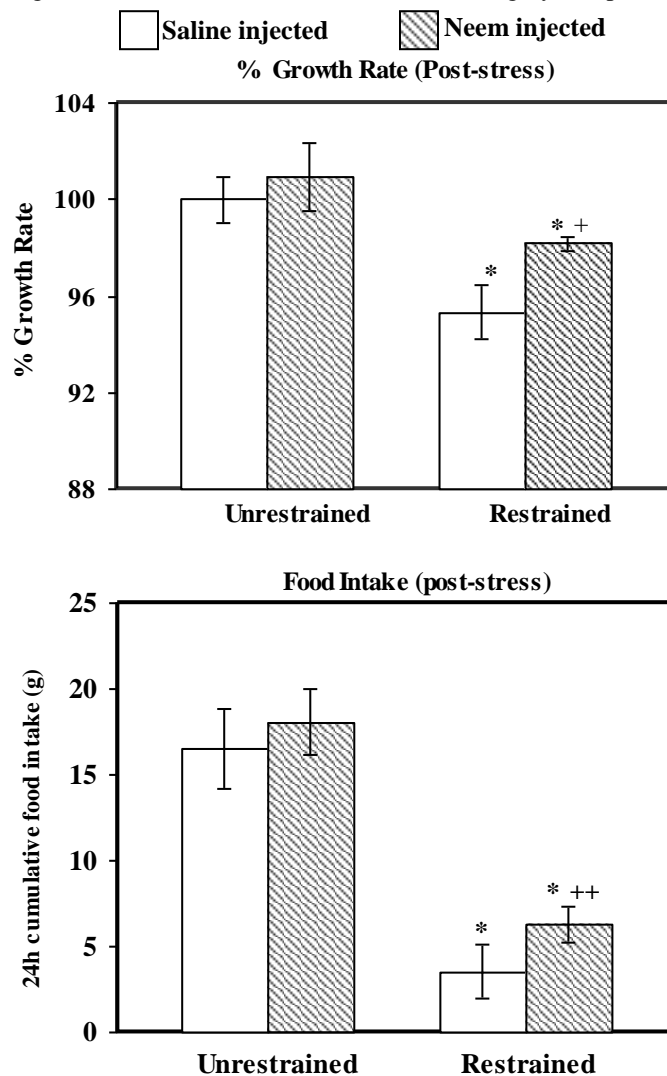 Saline injected Neem injected
% Growth Rate (Post-stress)
% Growth Rate
104
100
96
92
88
*
* +
Unrestrained Restrained
Food Intake (post-stress)
24h cumulative food intake (g)
25
20
15
10
5
0
*
* ++
Unrestrained Restrained